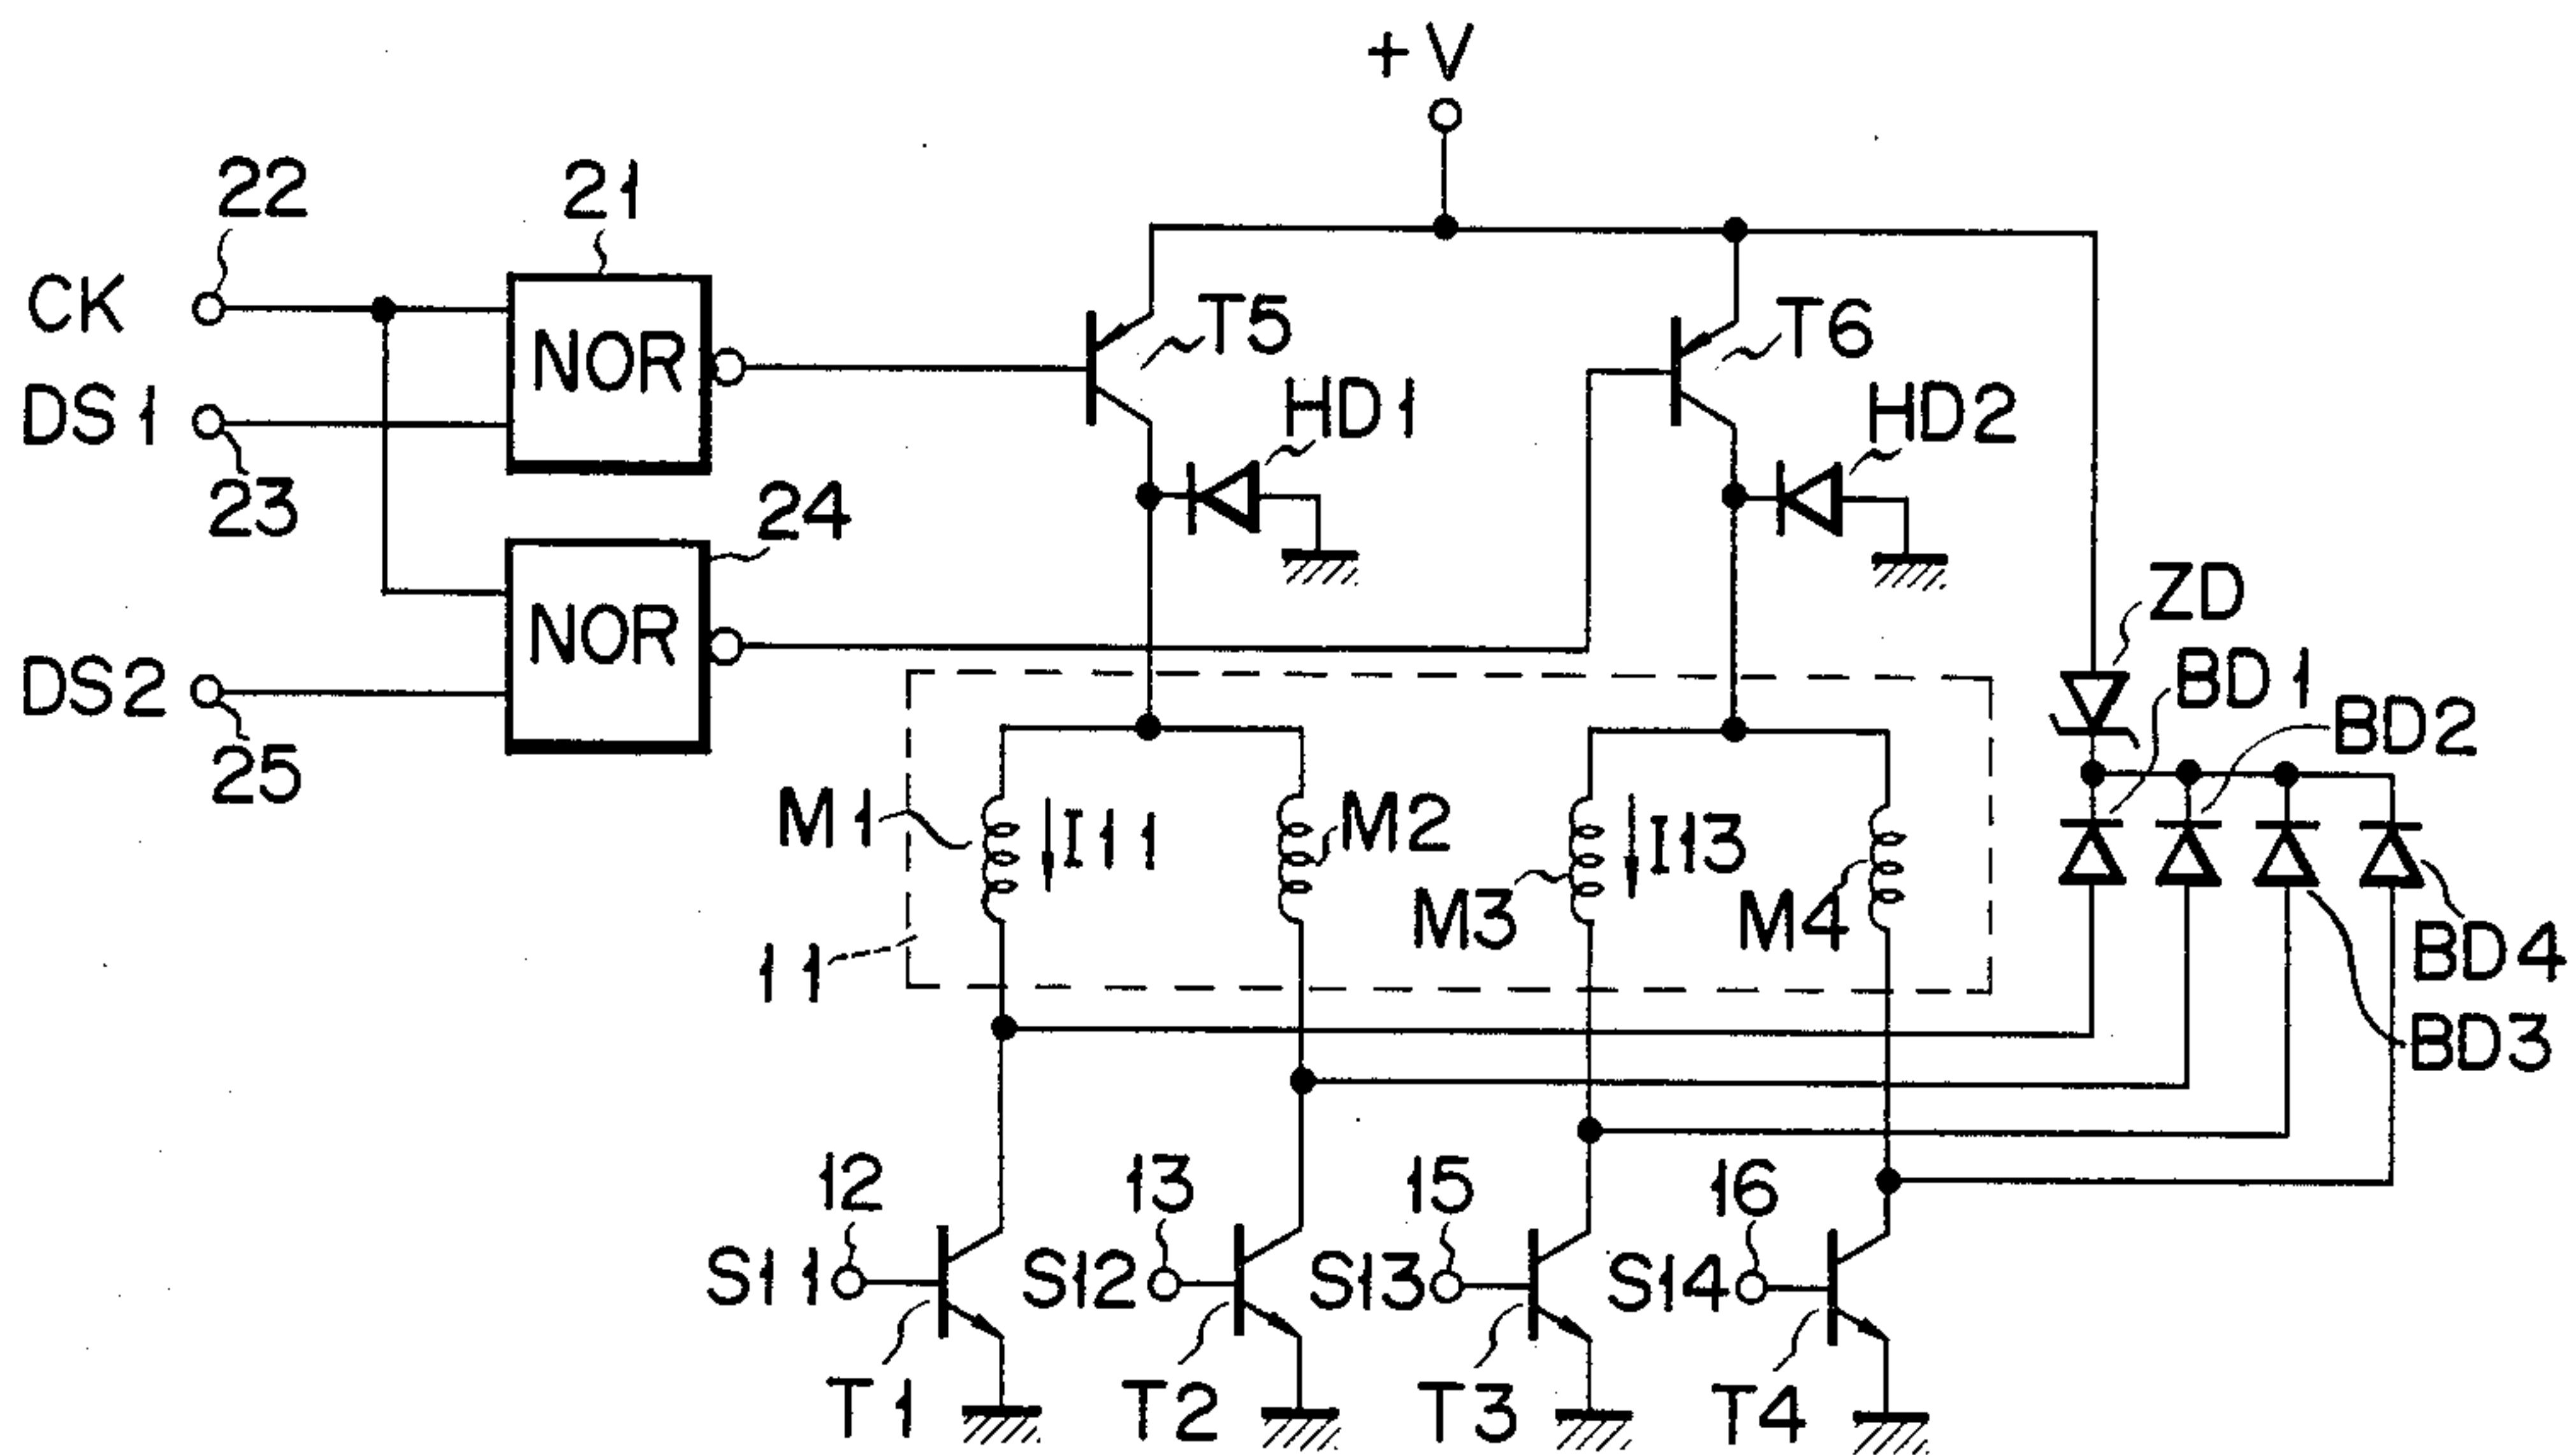 +V
22
21
CK
NOR
T5
T6
DS1
HD1
HD2
23
24
NOR
ZD
DS2
BD1
BD2
25
M1
I11
M2
I13
M3
M4
11
BD4
BD3
12
13
15
16
S11
S12
S13
S14
T1
T2
T3
T4